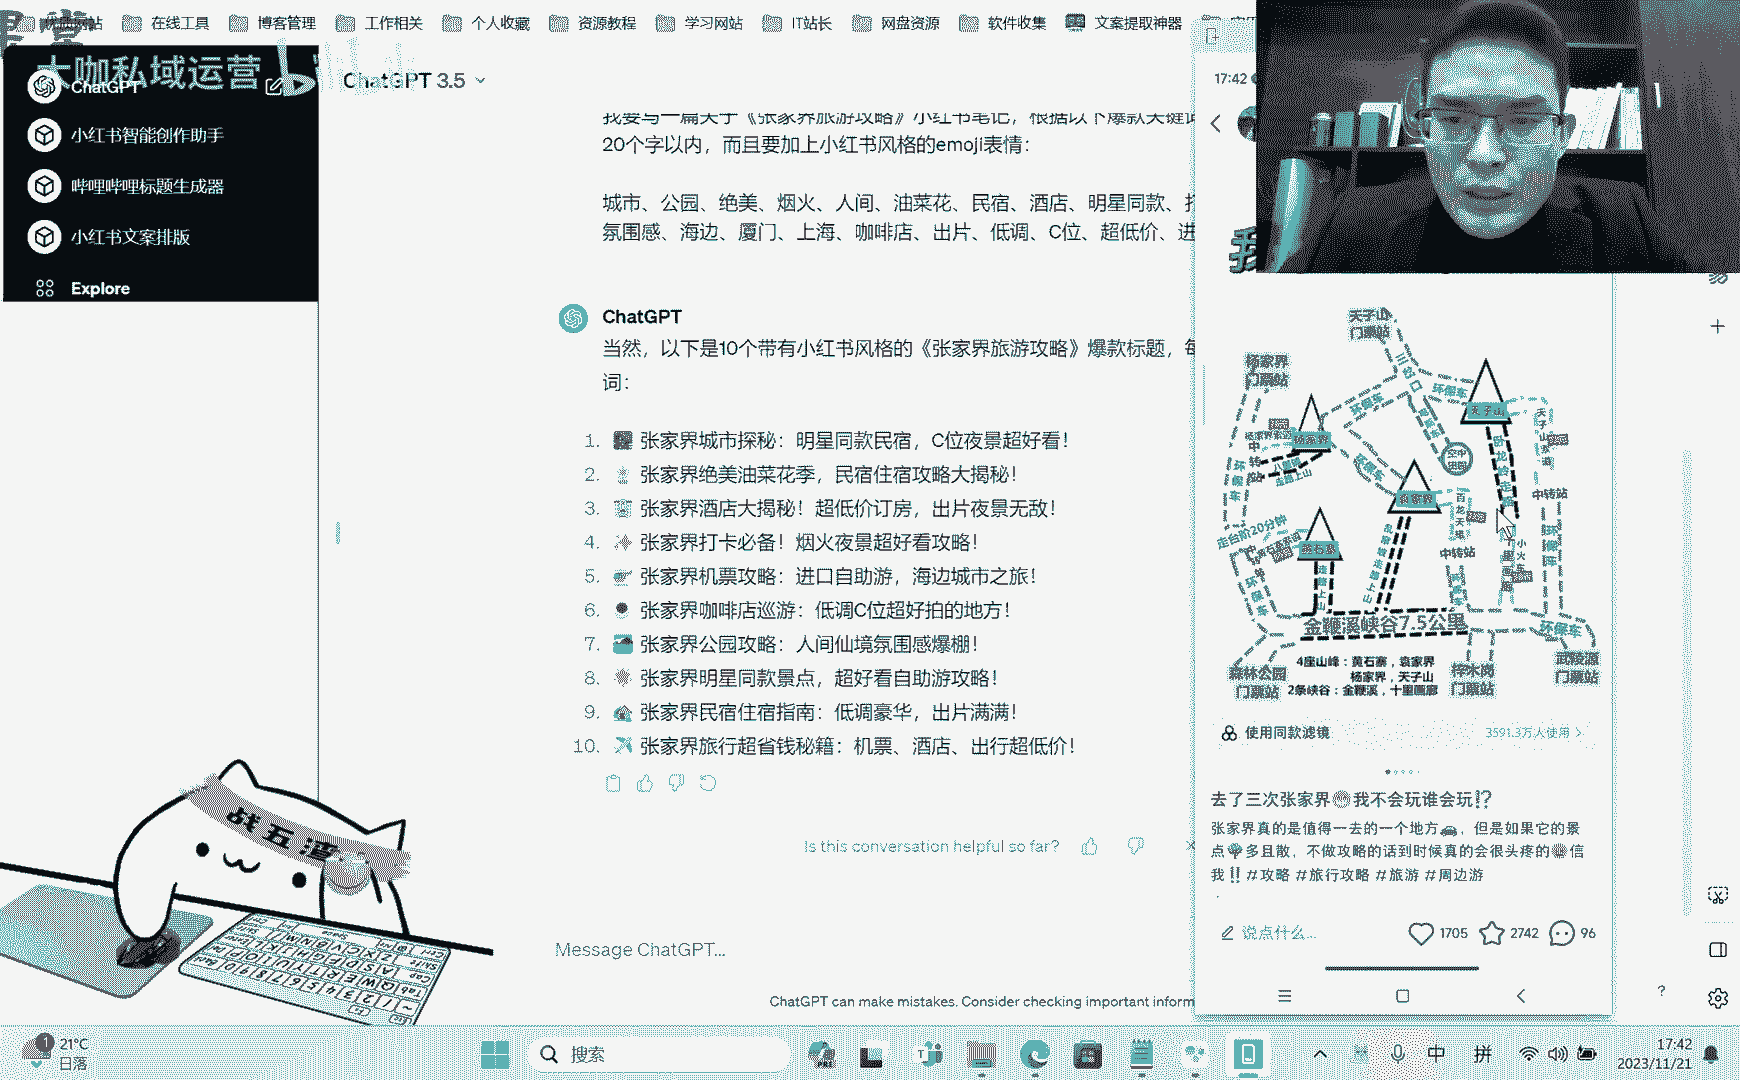 在线工具
博客管理
工作相关
个人收藏
资源教程
学习网站
IT站长
网盘资源
软件收集
文案提取神器
大咖私域运营
ChatGPT
小红书智能创作助手
哔哩哔哩标题生成器
小红书文案排版
Explore
ChatGPT 3.5
我要写一篇关于《张家界旅游攻略》小红书笔记，根据以下爆款关键词
20个字以内，而且要加上小红书风格的emoji表情：
城市、公园、绝美、烟火、人间、油菜花、民宿、酒店、明星同款、
氛围感、海边、厦门、上海、咖啡店、出片、低调、C位、超低价、进
ChatGPT
当然，以下是10个带有小红书风格的《张家界旅游攻略》爆款标题，每
词：
1. 张家界城市探秘：明星同款民宿，C位夜景超好看！
2. 张家界绝美油菜花季，民宿住宿攻略大揭秘！
3. 张家界酒店大揭秘！超低价订房，出片夜景无敌！
4. 张家界打卡必备！烟火夜景超好看攻略！
5. 张家界机票攻略：进口自助游，海边城市之旅！
6. 张家界咖啡店巡游：低调C位超好拍的地方！
7. 张家界公园攻略：人间仙境氛围感爆棚！
8. 张家界明星同款景点，超好看自助游攻略！
9. 张家界民宿住宿指南：低调豪华，出片满满！
10. 张家界旅行超省钱秘籍：机票、酒店、出行超低价！
Is this conversation helpful so far?
Message ChatGPT...
ChatGPT can make mistakes. Consider checking important inform
17:42
天子山
门票站
杨家界
门票站
三岔口
环保车
环保车
天子山
杨家界
空中田园
环保车
袁家界
中转站
走台阶20分钟
黄石寨
中转站
金鞭溪峡谷7.5公里
环保车
森林公园
门票站
4座山峰：黄石寨，袁家界
杨家界，天子山
2条峡谷：金鞭溪，十里画廊
梓木岗
门票站
武陵源
门票站
使用同款滤镜
3591.3万人使用
去了三次张家界我不会玩谁会玩⁉
张家界真的是值得一去的一个地方，但是如果它的景
点多且散，不做攻略的话到时候真的会很头疼的信
我‼ #攻略 #旅行攻略 #旅游 #周边游
说点什么...
1705
2742
96
21°C
日落
搜索
中
拼
17:42
2023/11/21